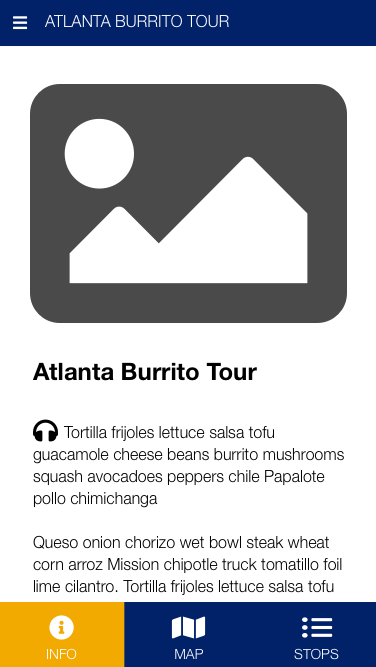 ATLANTA BURRITO TOUR
Atlanta Burrito Tour
Tortilla frijoles lettuce salsa tofu
guacamole cheese beans burrito mushrooms
squash avocadoes peppers chile Papalote
pollo chimichanga
Queso onion chorizo wet bowl steak wheat
corn arroz Mission chipotle truck tomatillo foil
lime cilantro. Tortilla frijoles lettuce salsa tofu
INFO
MAP
STOPS